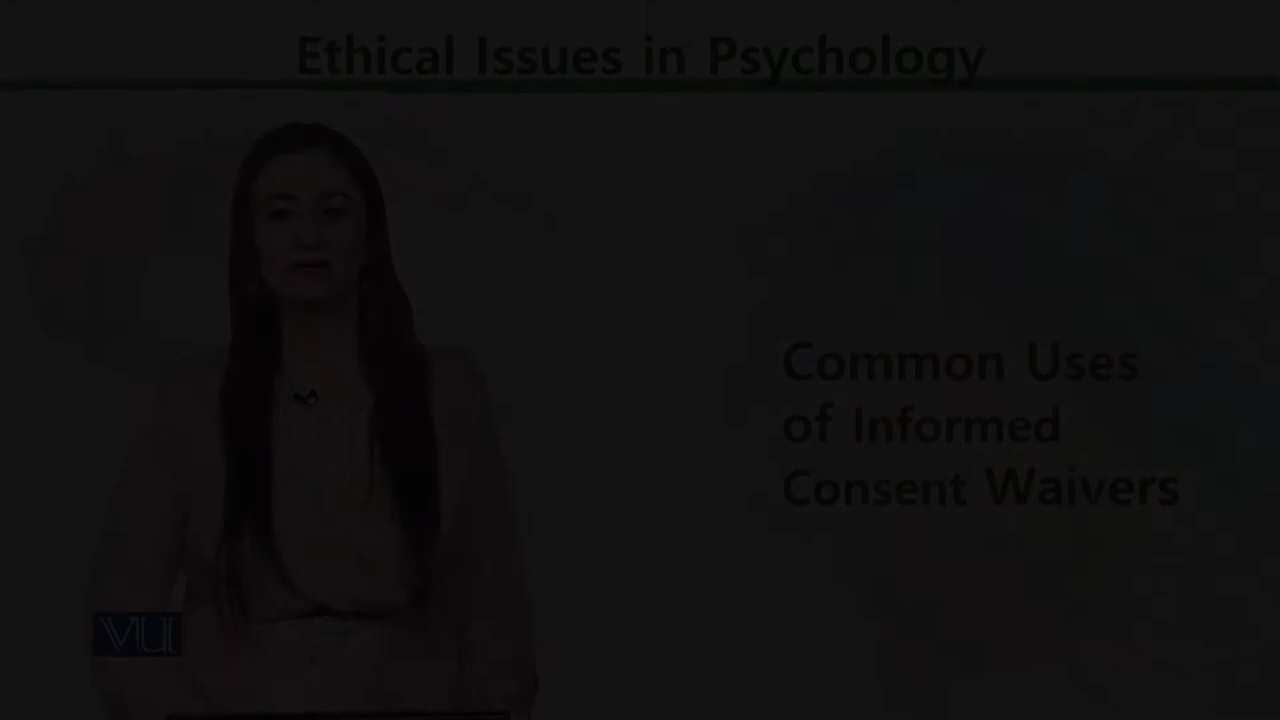 Ethical Issues in Psychology
Common Uses
of Informed
Consent Waivers
VU